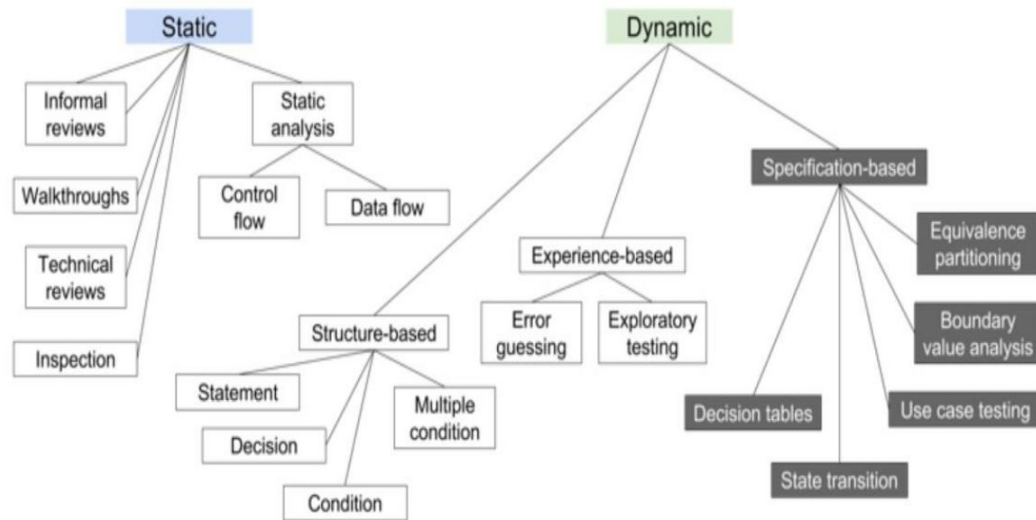 Static
Dynamic
Informal
reviews
Static
analysis
Walkthroughs
Control
flow
Data flow
Technical
reviews
Inspection
Structure-based
Statement
Decision
Condition
Multiple
condition
Experience-based
Error
guessing
Exploratory
testing
Specification-based
Equivalence
partitioning
Boundary
value analysis
Use case testing
Decision tables
State transition